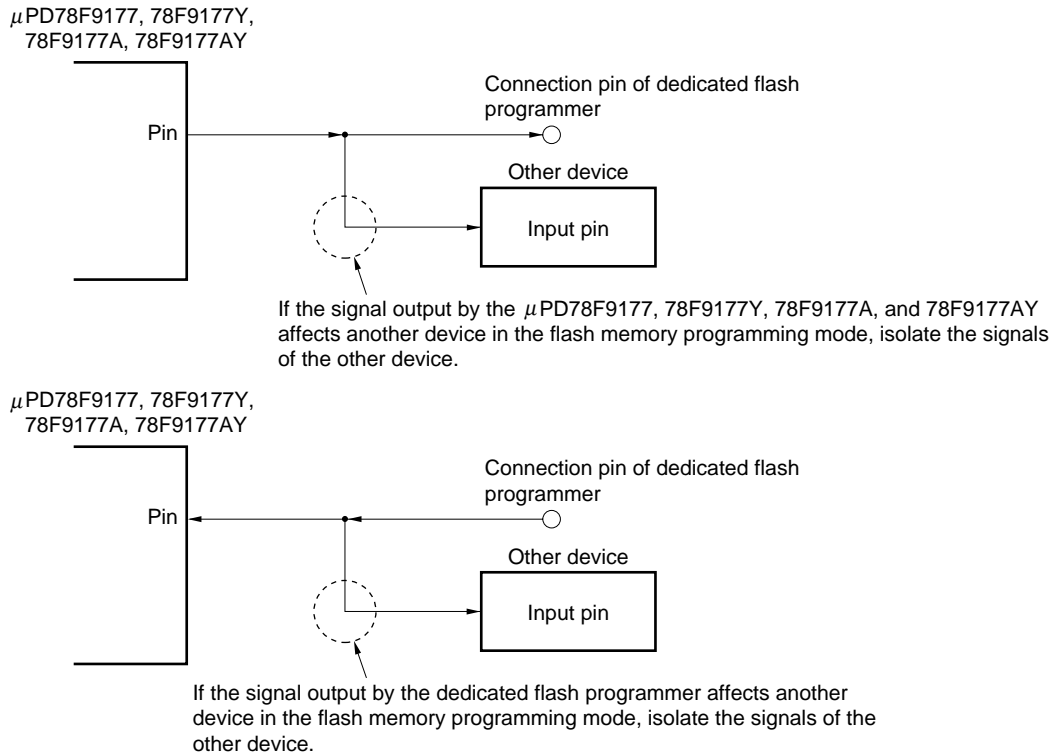 μPD78F9177, 78F9177Y,
78F9177A, 78F9177AY
Pin
Connection pin of dedicated flash
programmer
Other device
Input pin
If the signal output by the μPD78F9177, 78F9177Y, 78F9177A, and 78F9177AY
affects another device in the flash memory programming mode, isolate the signals
of the other device.
μPD78F9177, 78F9177Y,
78F9177A, 78F9177AY
Pin
Connection pin of dedicated flash
programmer
Other device
Input pin
If the signal output by the dedicated flash programmer affects another
device in the flash memory programming mode, isolate the signals of the
other device.